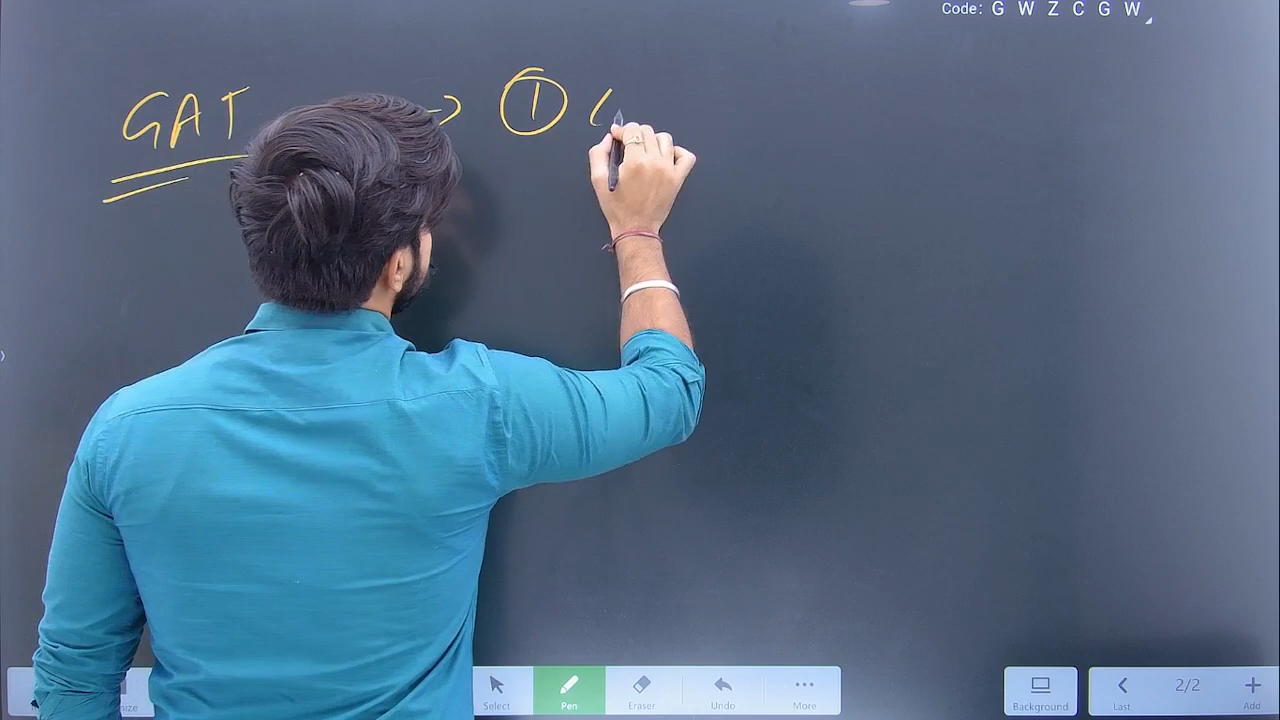 Code: G W Z C G W
GAT → ① (
Select Pen Eraser Undo More Background Last 2/2 Add